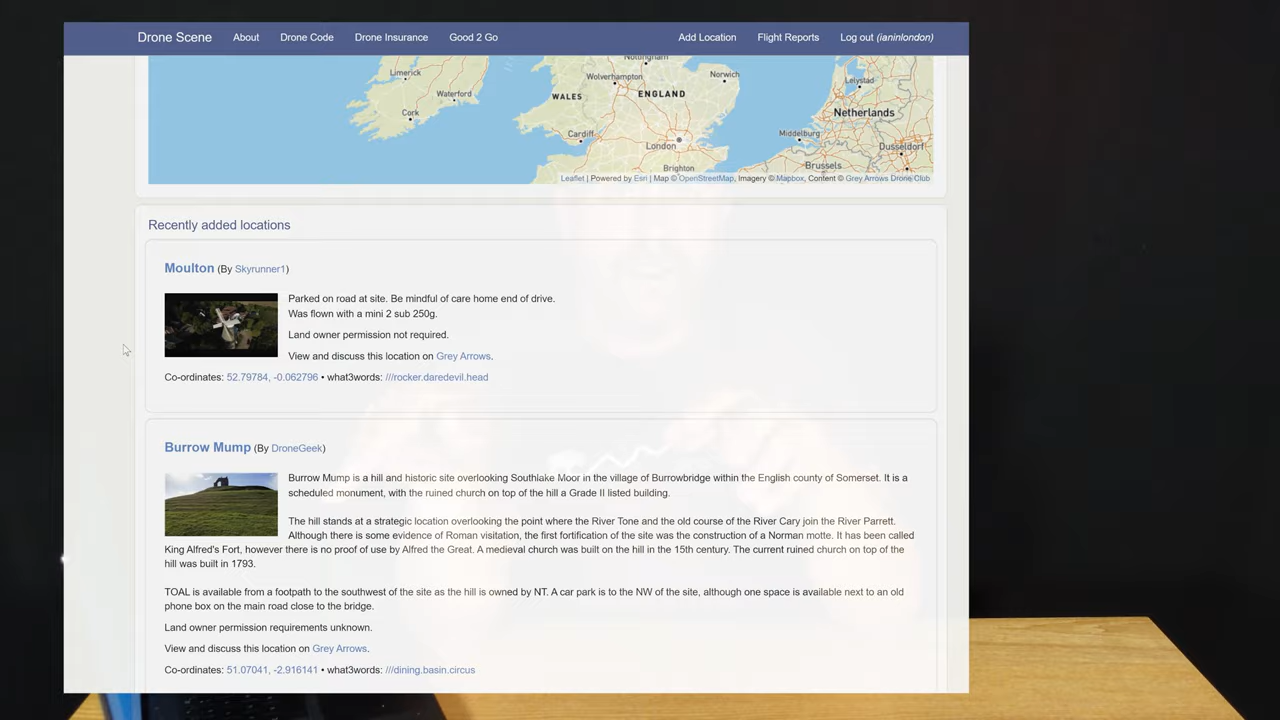 Drone Scene About Drone Code Drone Insurance Good 2 Go Add Location Flight Reports Log out (ianinlondon)
Nottingham
Limerick
Wolverhampton
Norwich
Lelystad
Waterford
WALES
ENGLAND
Cork
Netherlands
Cardiff
Middelburg
London
Dusseldorf
Brussels
Brighton
Leaflet | Powered by Esri | Map © OpenStreetMap, Imagery © Mapbox, Content © Grey Arrows Drone Club
Recently added locations
Moulton (By Skyrunner1)
Parked on road at site. Be mindful of care home end of drive.
Was flown with a mini 2 sub 250g.
Land owner permission not required.
View and discuss this location on Grey Arrows.
Co-ordinates: 52.79784, -0.062796 • what3words: ///rocker.daredevil.head
Burrow Mump (By DroneGeek)
Burrow Mump is a hill and historic site overlooking Southlake Moor in the village of Burrowbridge within the English county of Somerset. It is a
scheduled monument, with the ruined church on top of the hill a Grade II listed building.
The hill stands at a strategic location overlooking the point where the River Tone and the old course of the River Cary join the River Parrett.
Although there is some evidence of Roman visitation, the first fortification of the site was the construction of a Norman motte. It has been called
King Alfred's Fort, however there is no proof of use by Alfred the Great. A medieval church was built on the hill in the 15th century. The current ruined church on top of the
hill was built in 1793.
TOAL is available from a footpath to the southwest of the site as the hill is owned by NT. A car park is to the NW of the site, although one space is available next to an old
phone box on the main road close to the bridge.
Land owner permission requirements unknown.
View and discuss this location on Grey Arrows.
Co-ordinates: 51.07041, -2.916141 • what3words: ///dining.basin.circus